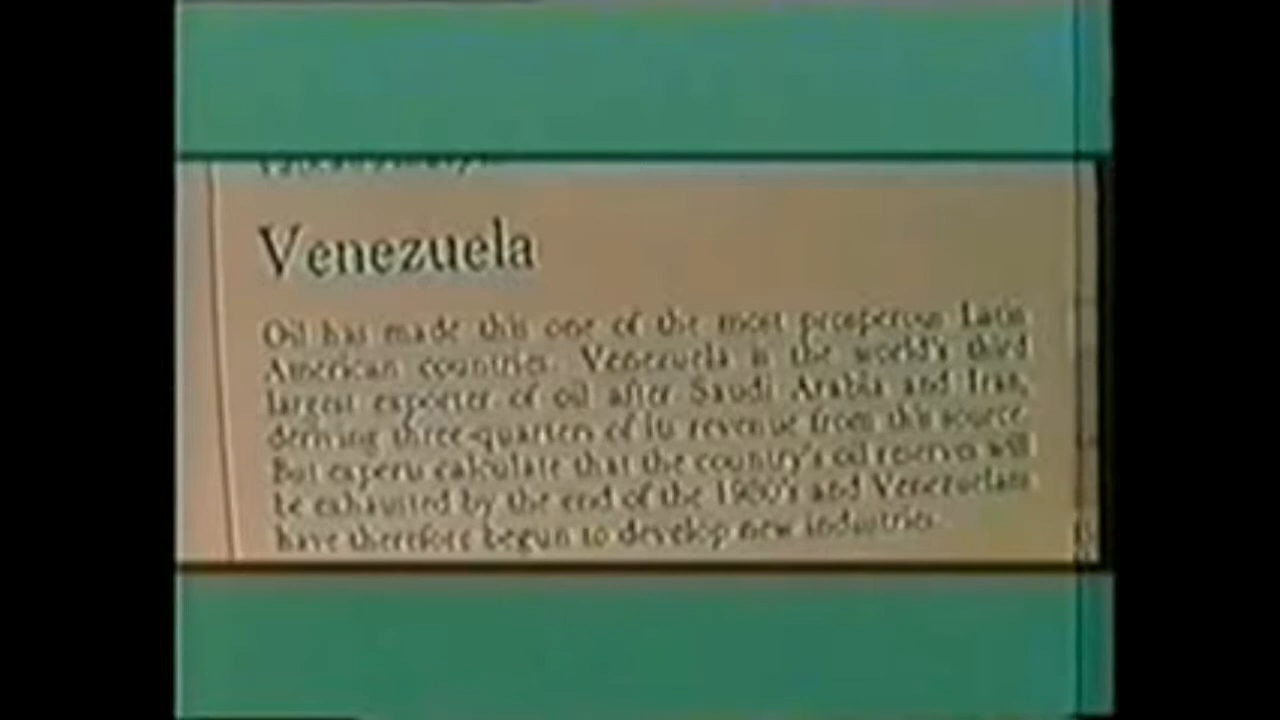 Venezuela
Oil has made this one of the most prosperous Latin
American countries. Venezuela is the world's third
largest exporter of oil after Saudi Arabia and Iran,
deriving three-quarters of its revenue from this source.
But experts calculate that the country's oil reserves will
be exhausted by the end of the 1980's and Venezuelans
have therefore begun to develop new industries.